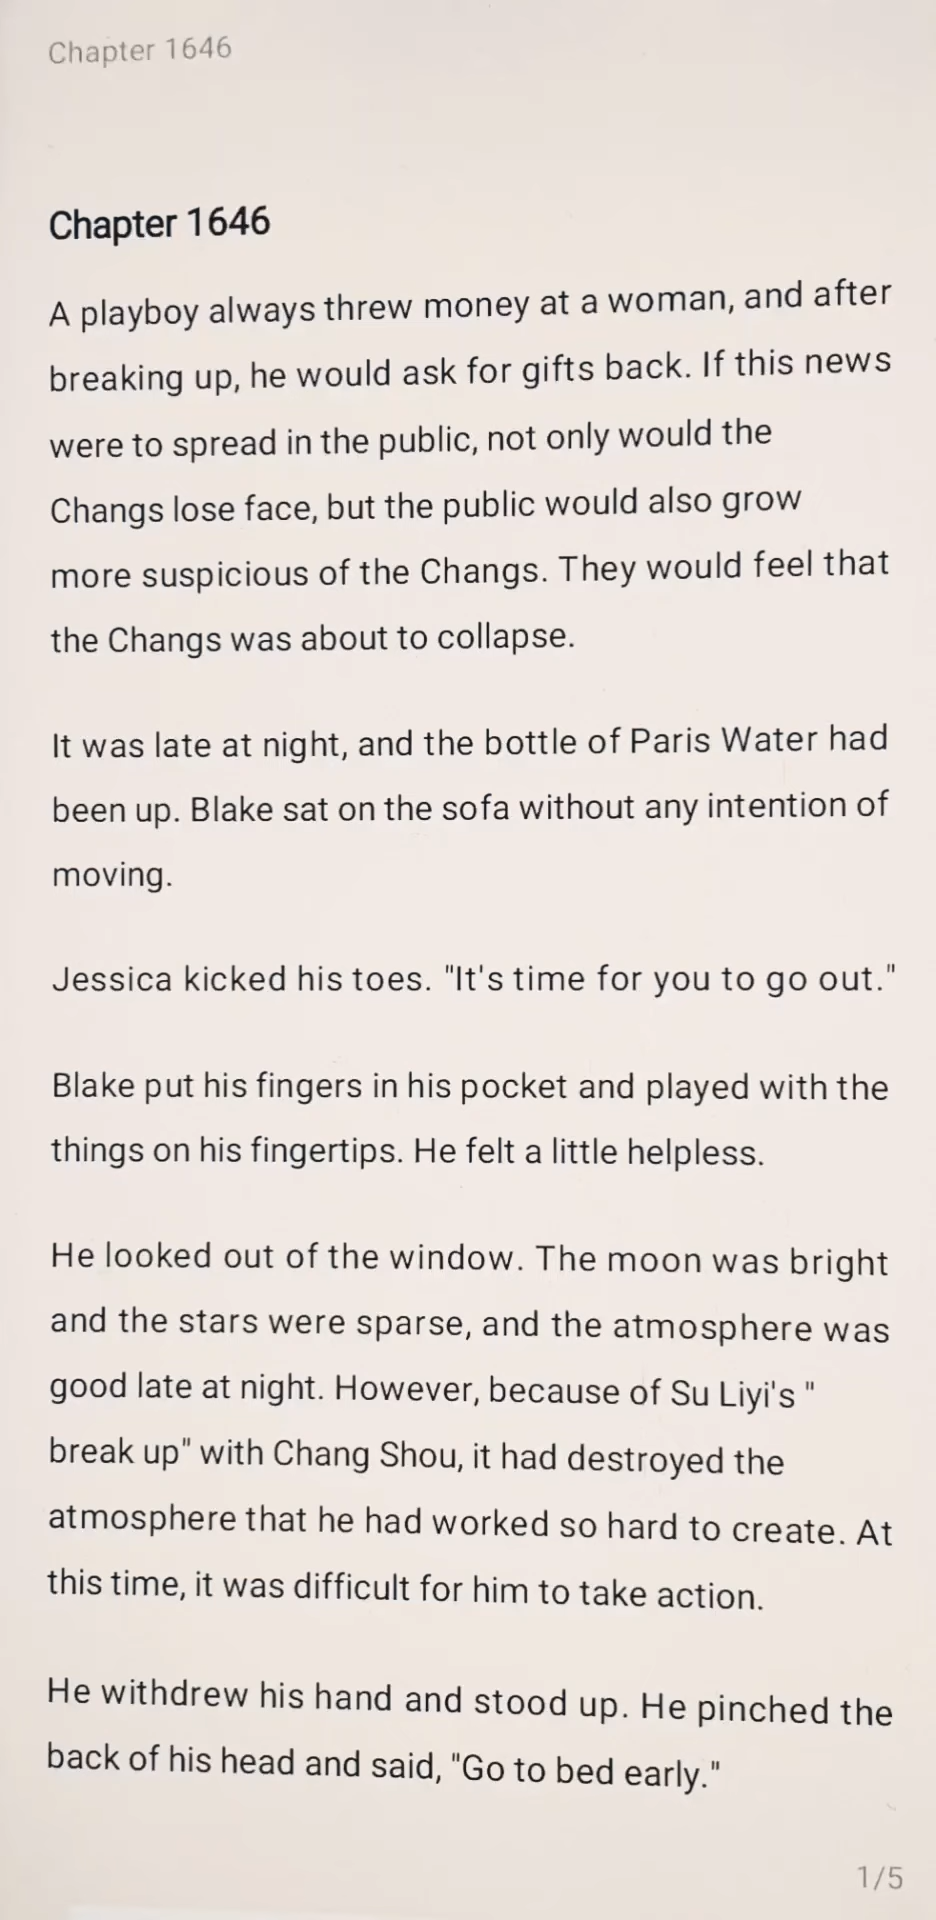 Chapter 1646
Chapter 1646
A playboy always threw money at a woman, and after
breaking up, he would ask for gifts back. If this news
were to spread in the public, not only would the
Changs lose face, but the public would also grow
more suspicious of the Changs. They would feel that
the Changs was about to collapse.
It was late at night, and the bottle of Paris Water had
been up. Blake sat on the sofa without any intention of
moving.
Jessica kicked his toes. "It's time for you to go out."
Blake put his fingers in his pocket and played with the
things on his fingertips. He felt a little helpless.
He looked out of the window. The moon was bright
and the stars were sparse, and the atmosphere was
good late at night. However, because of Su Liyi's "
break up" with Chang Shou, it had destroyed the
atmosphere that he had worked so hard to create. At
this time, it was difficult for him to take action.
He withdrew his hand and stood up. He pinched the
back of his head and said, "Go to bed early."
1/5